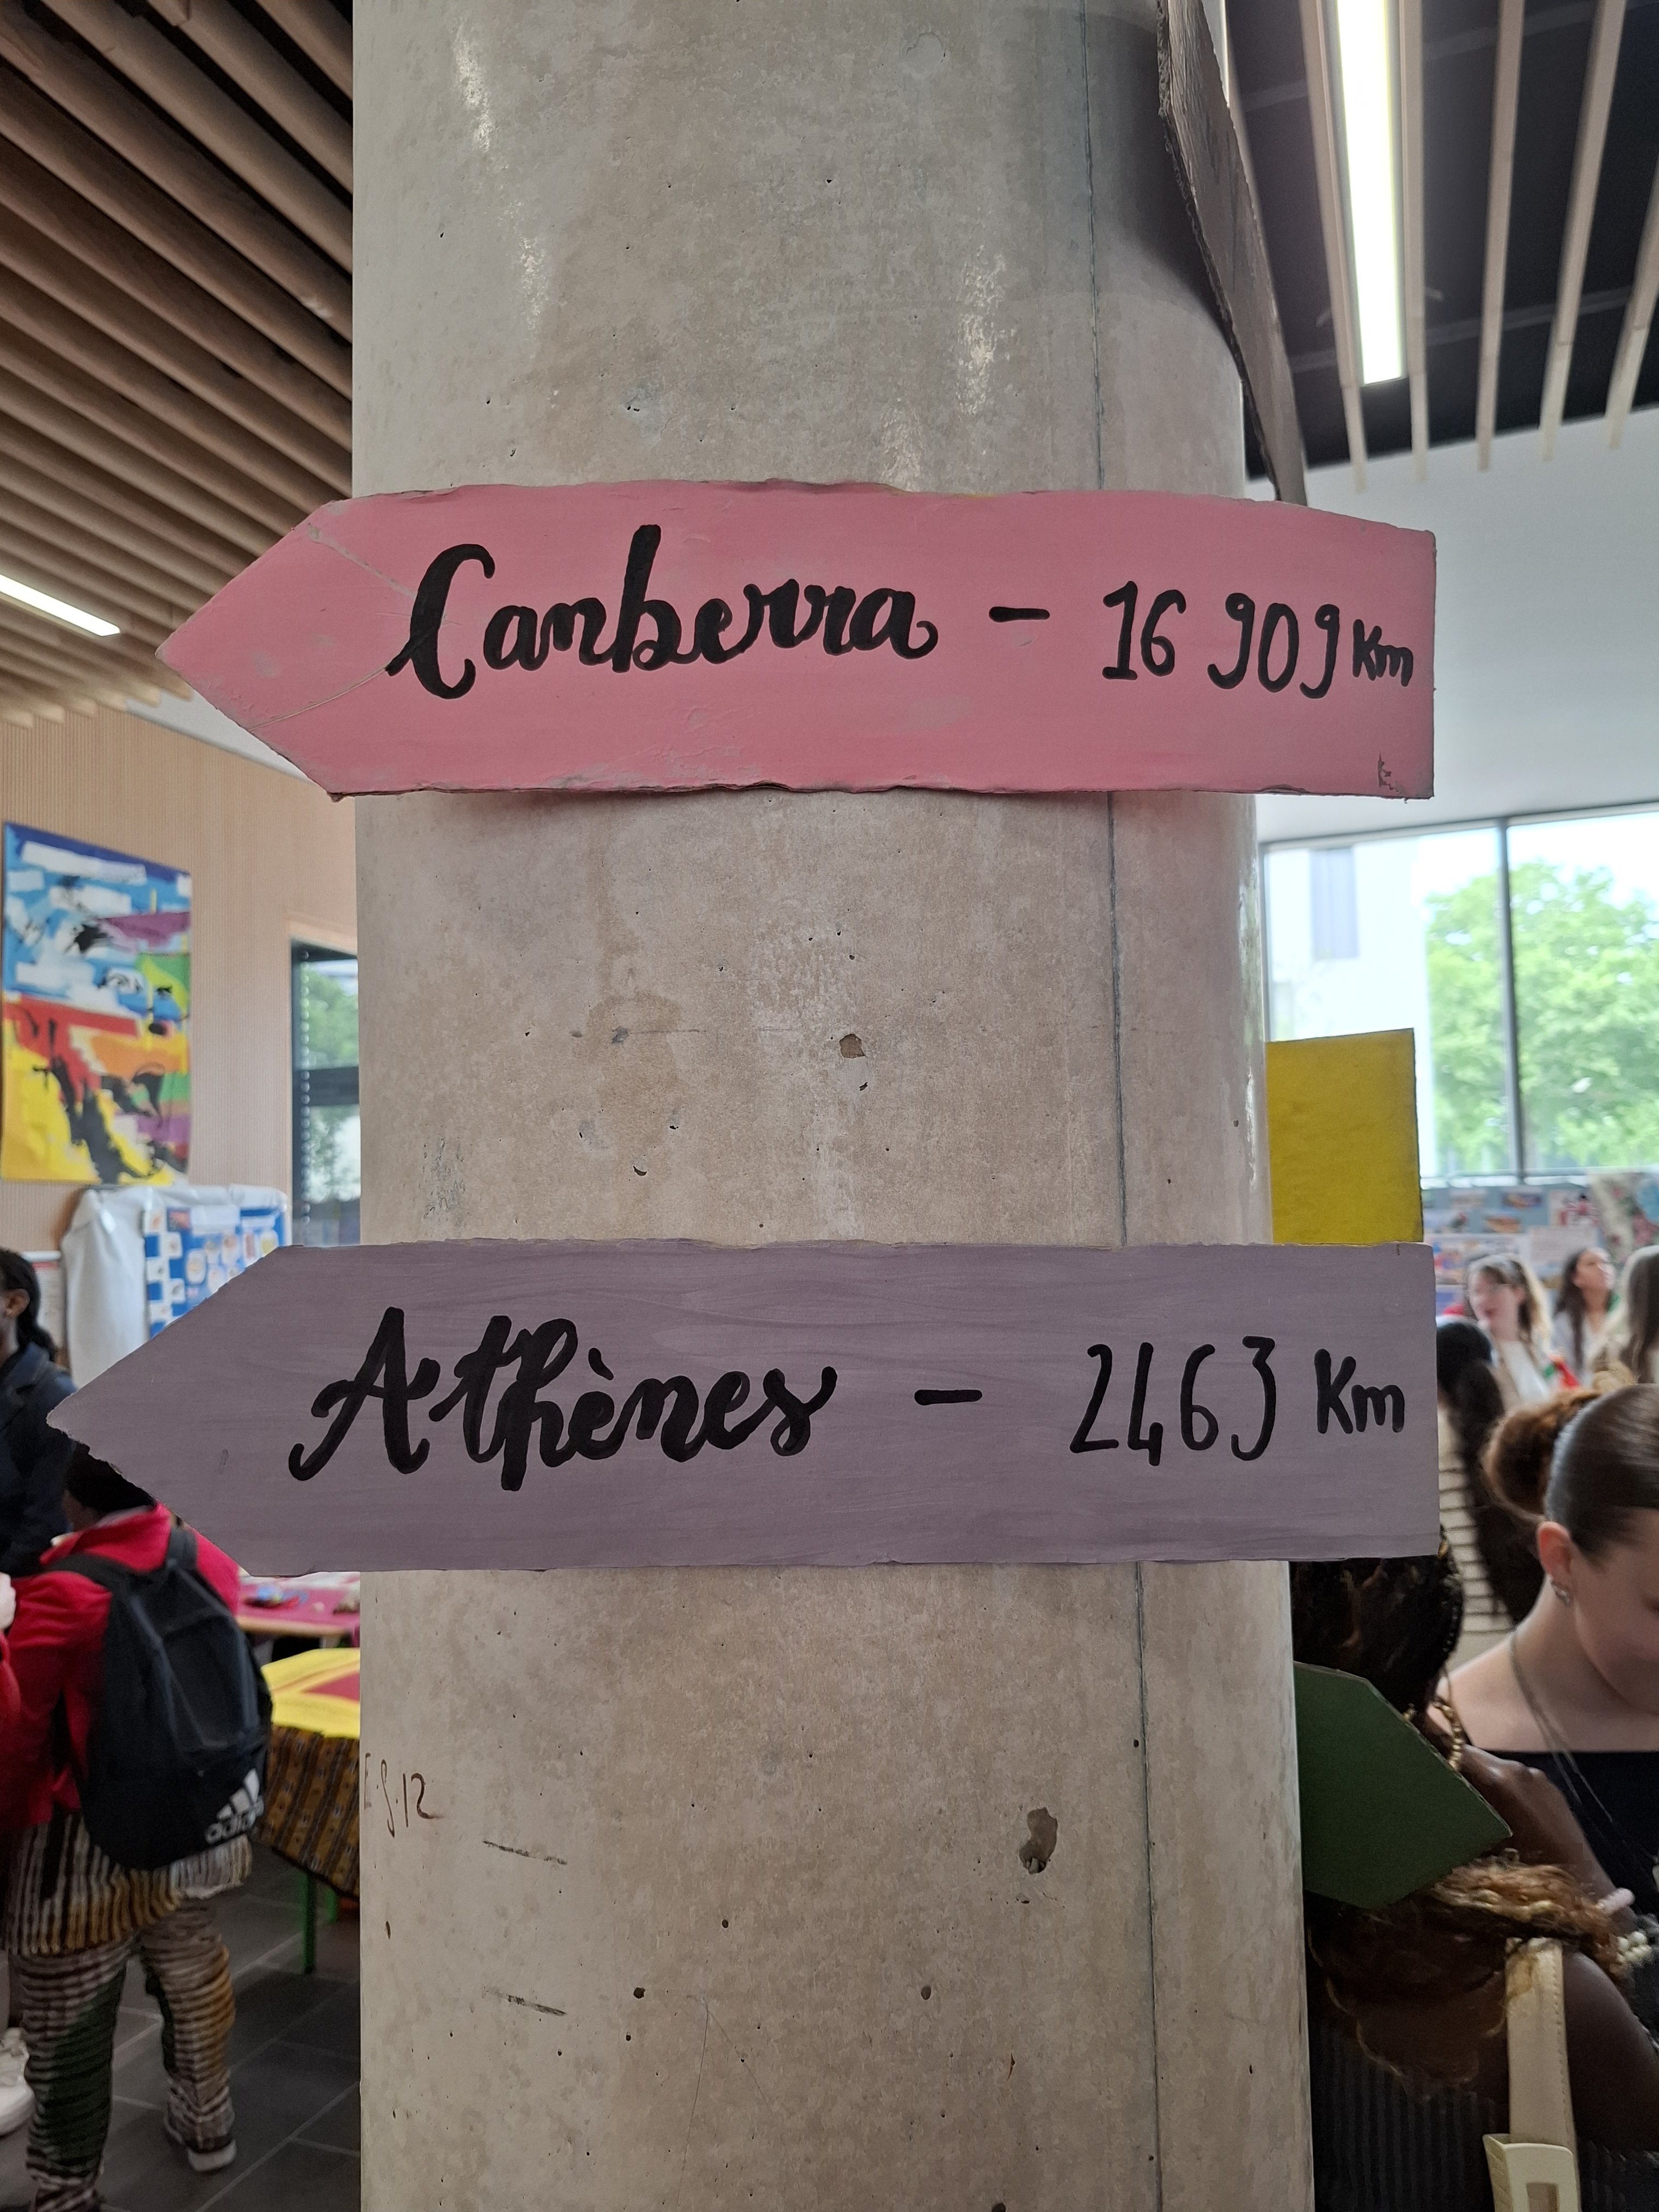 Canberra - 16 909 Km
Athènes - 2463 Km
adidas